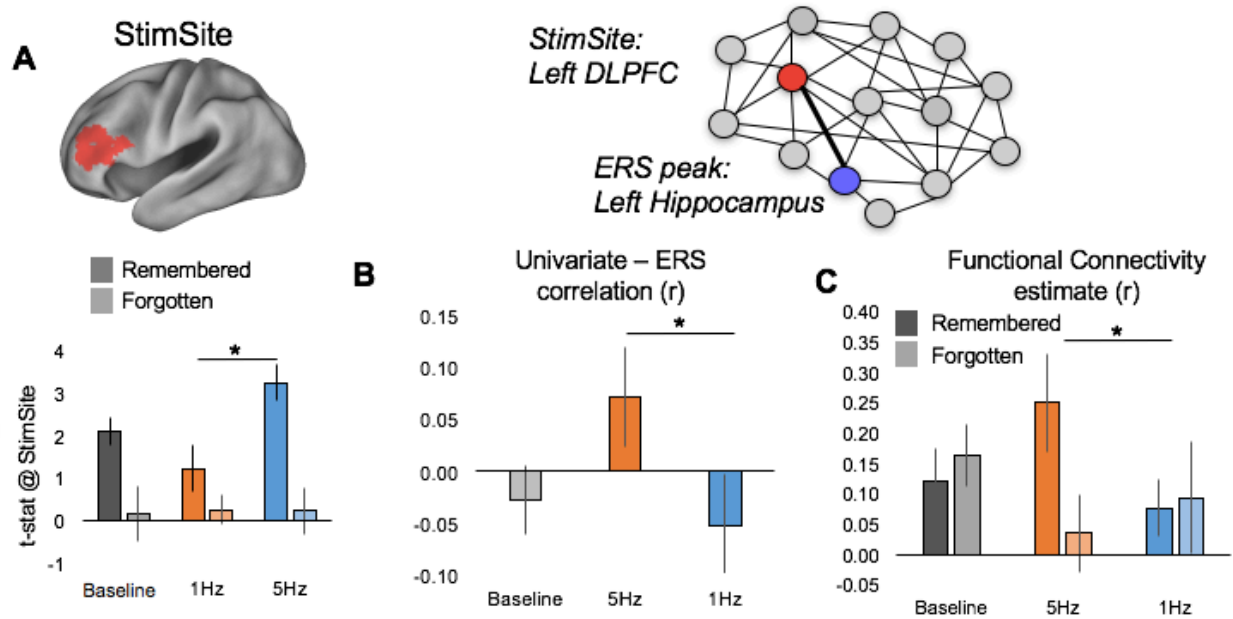 A
StimSite
StimSite:
Left DLPFC
ERS peak:
Left Hippocampus
Remembered
Forgotten
t-stat @ StimSite
4
3
2
1
0
-1
Baseline
1Hz
5Hz
*
B
Univariate – ERS
correlation (r)
0.15
0.10
0.05
0.00
-0.05
-0.10
*
Baseline
5Hz
1Hz
C
Functional Connectivity
estimate (r)
Remembered
Forgotten
0.40
0.35
0.30
0.25
0.20
0.15
0.10
0.05
0.00
-0.05
*
Baseline
5Hz
1Hz